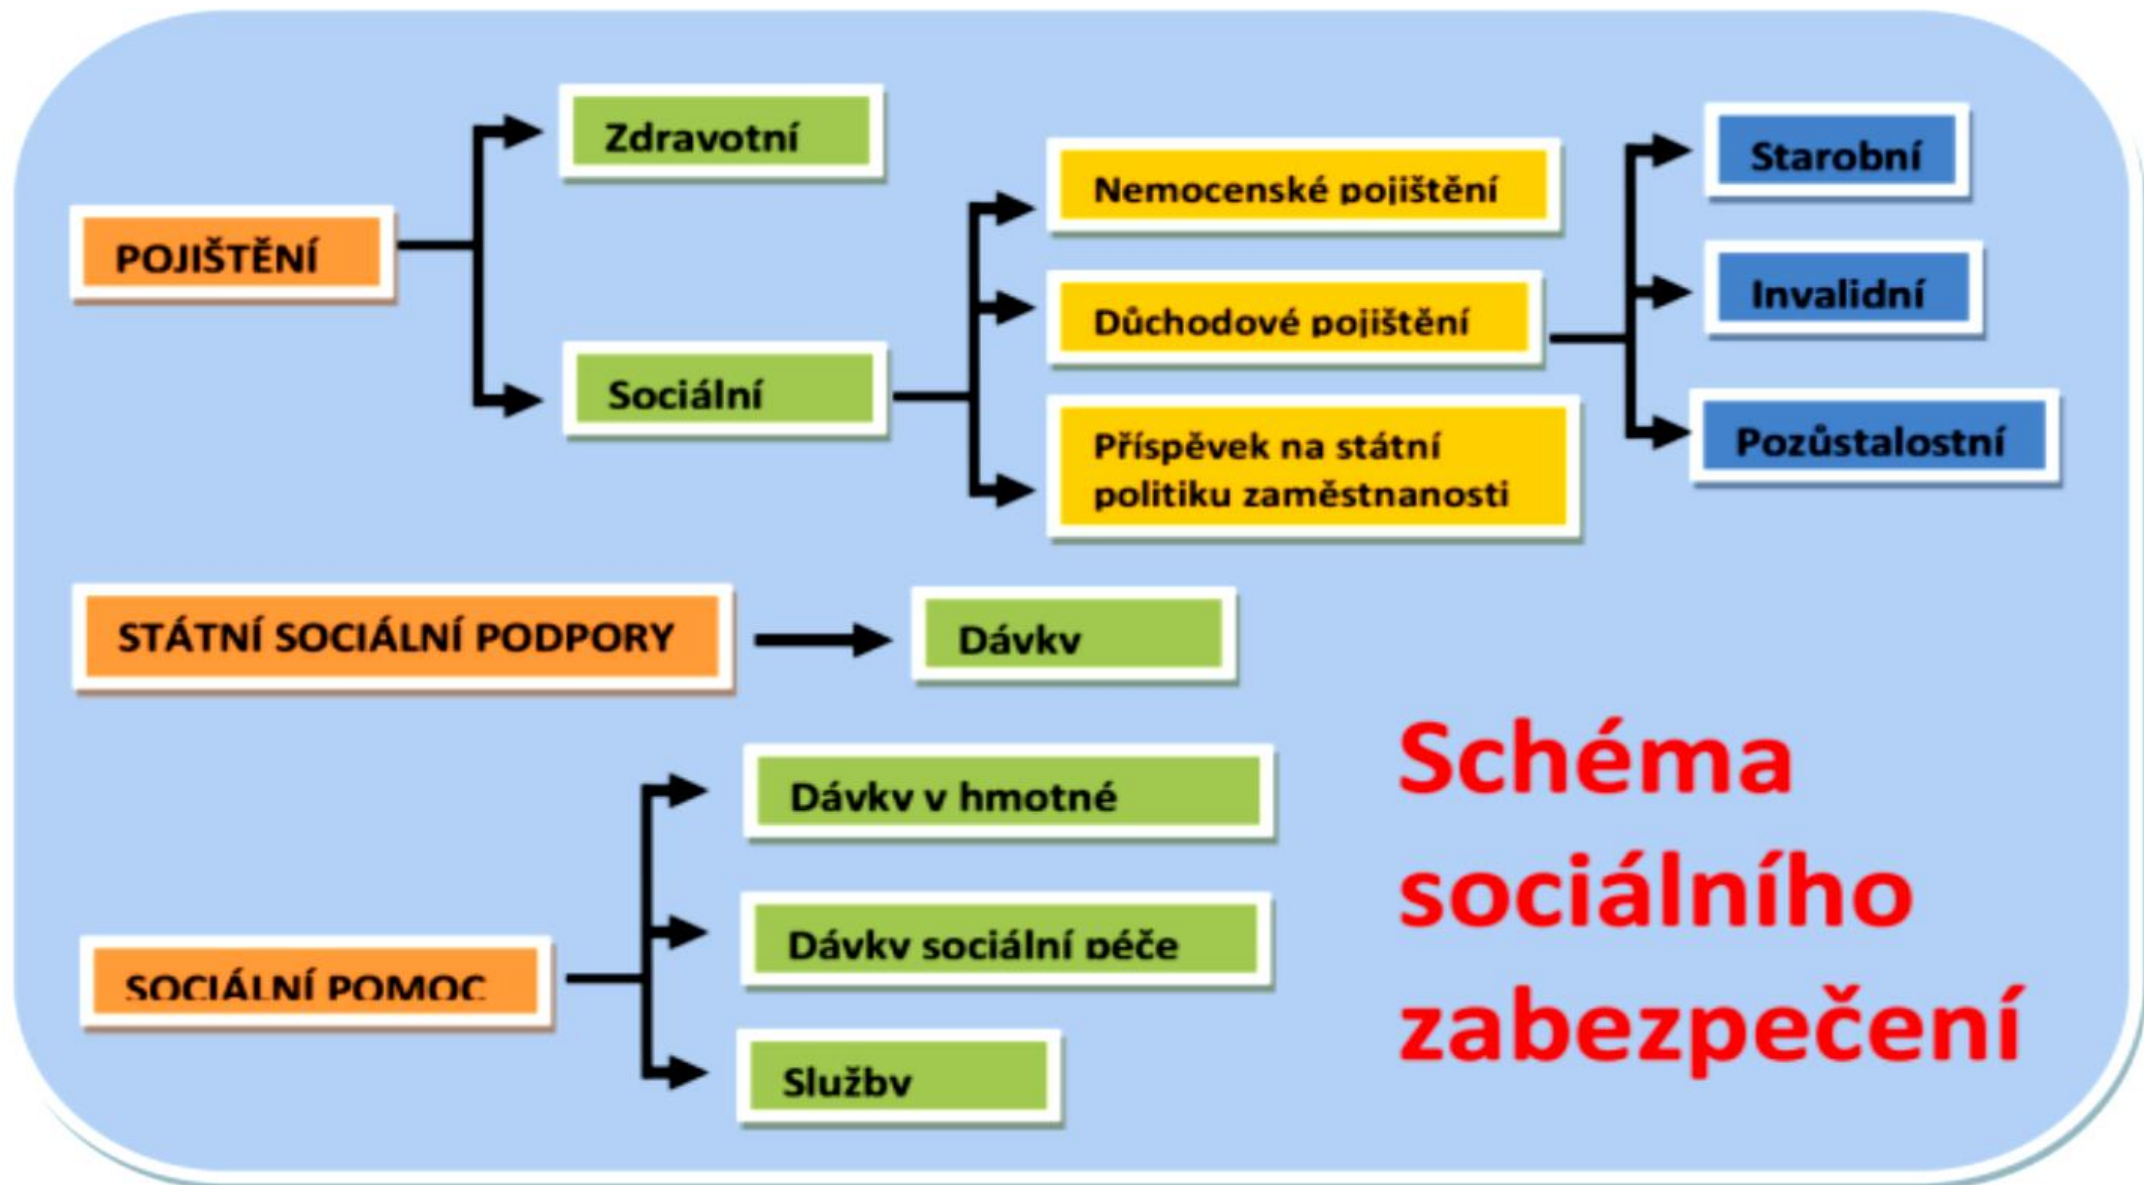 Zdravotní
POJIŠTĚNÍ
Sociální
Nemocenské pojištění
Důchodové pojištění
Příspěvek na státní
politiku zaměstnanosti
Starobní
Invalidní
Pozůstalostní
STÁTNÍ SOCIÁLNÍ PODPORY
Dávky
SOCIÁLNÍ POMOC
Dávky v hmotné
Dávky sociální péče
Služby
Schéma
sociálního
zabezpečení